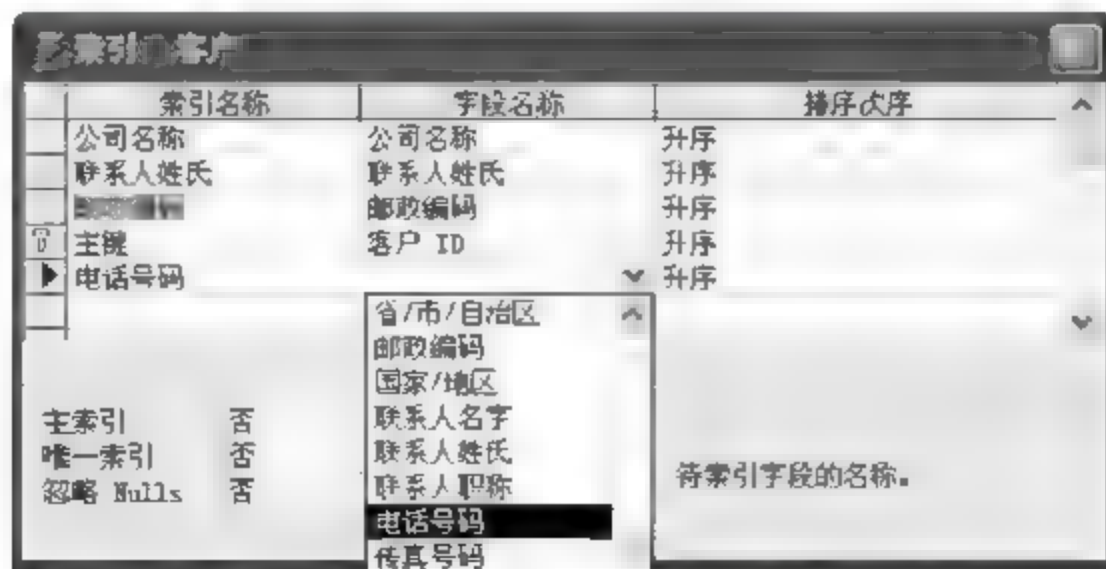 索引: 客户
索引名称 字段名称 排序次序
公司名称 公司名称 升序
联系人姓氏 联系人姓氏 升序
邮政编码 升序
主键 客户 ID 升序
电话号码 升序
省/市/自治区
邮政编码
国家/地区
主索引 否 联系人名字
唯一索引 否 联系人姓氏
忽略 Nulls 否 联系人职称
待索引字段的名称。
电话号码
传真号码